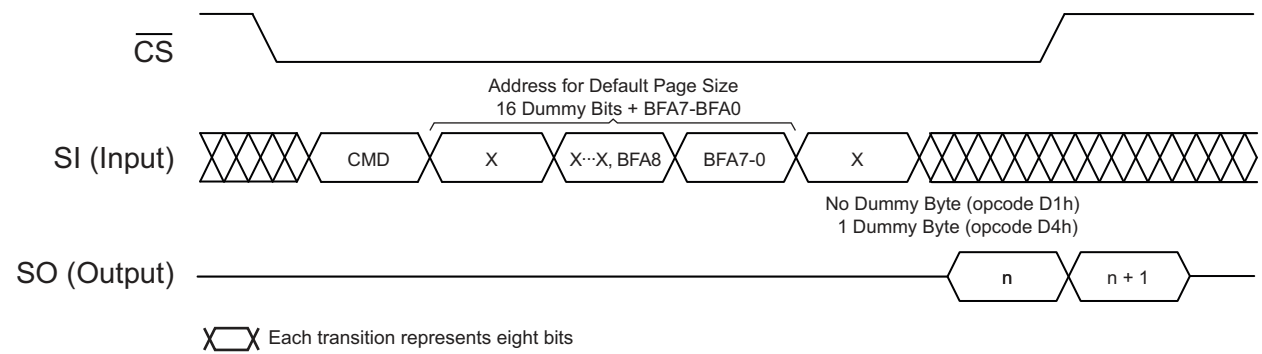 CS
Address for Default Page Size
16 Dummy Bits + BFA7-BFA0
SI (Input)
CMD
X
X···X, BFA8
BFA7-0
X
No Dummy Byte (opcode D1h)
1 Dummy Byte (opcode D4h)
SO (Output)
n
n + 1
Each transition represents eight bits